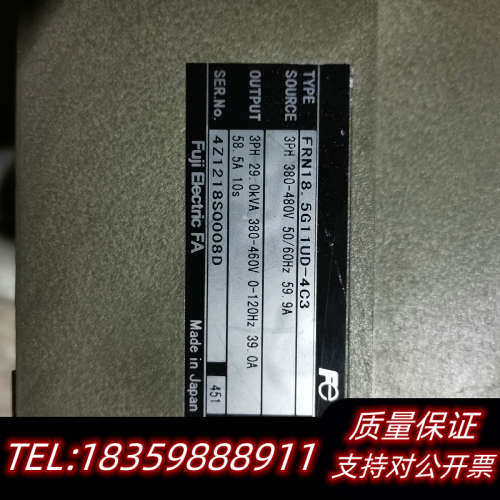 TYPE FRN18.5G11UD-4C3
SOURCE 3PH 380-480V 50/60Hz 59.9A
OUTPUT 3PH 29.0kVA 380-460V 0-120Hz 39.0A
58.5A 10s
SER.No. 4Z1218S0008D 451
Fuji Electric FA Made in Japan
Fe
质量保证
TEL:18359888911
支持对公开票